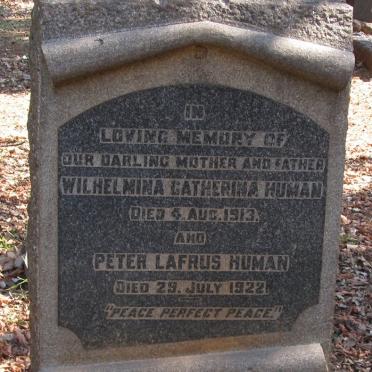 IN
LOVING MEMORY OF
OUR DARLING MOTHER AND FATHER
WILHELMINA CATHERINA HUMAN
DIED 4. AUG. 1913.
AND
PETER LAFRUS HUMAN
DIED 29. JULY 1922.
"PEACE PERFECT PEACE."